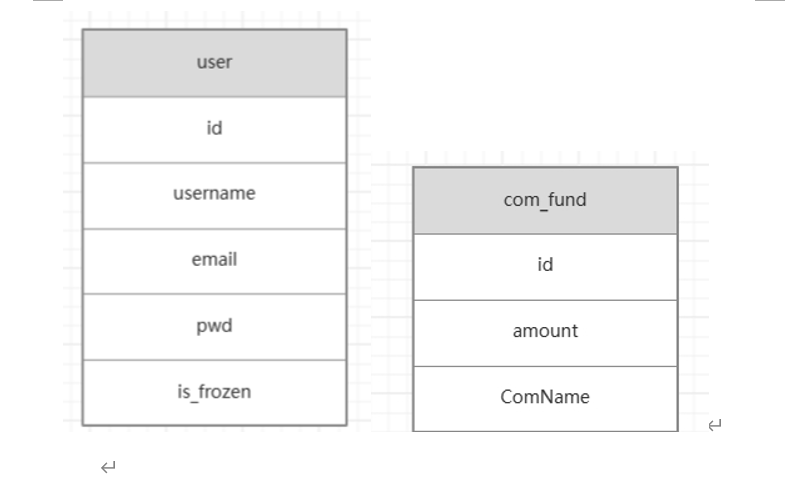 user
id
username
email
pwd
is_frozen
com_fund
id
amount
ComName